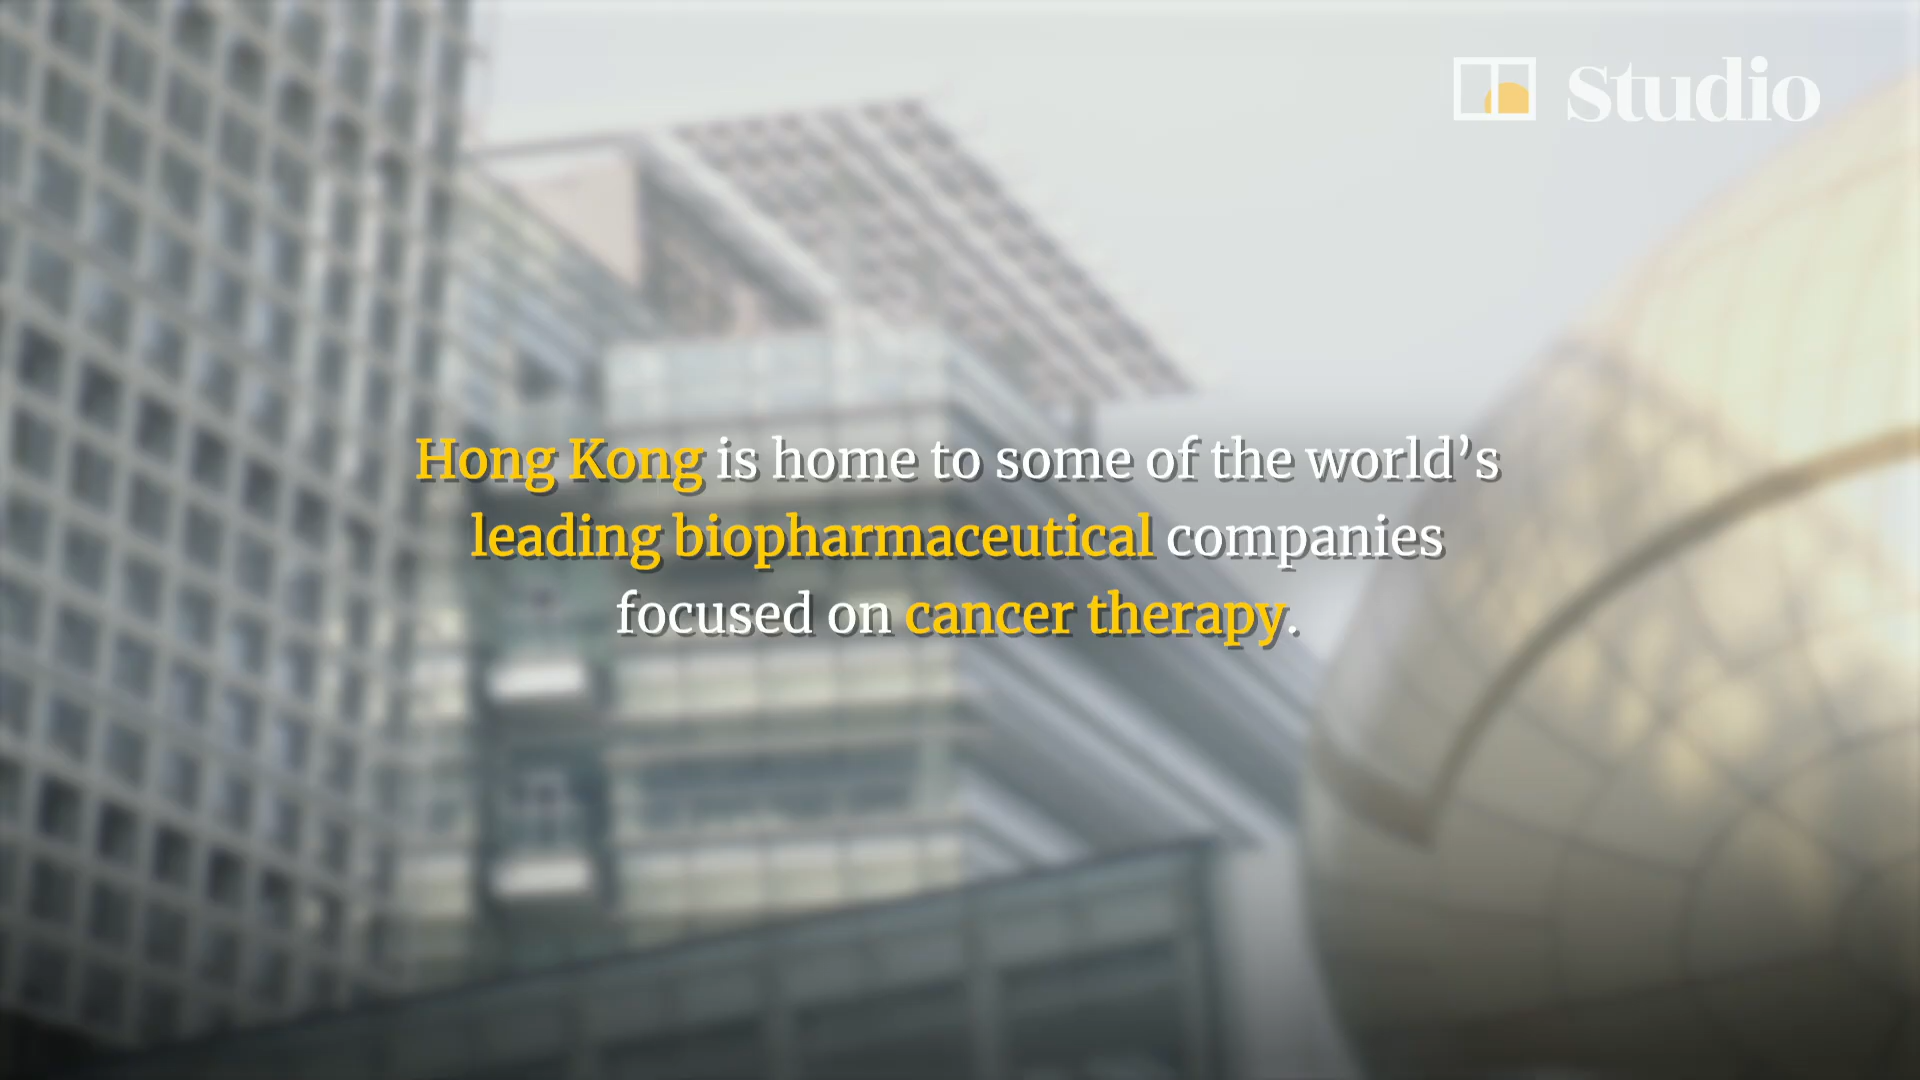 Studio
Hong Kong is home to some of the world’s
leading biopharmaceutical companies
focused on cancer therapy.